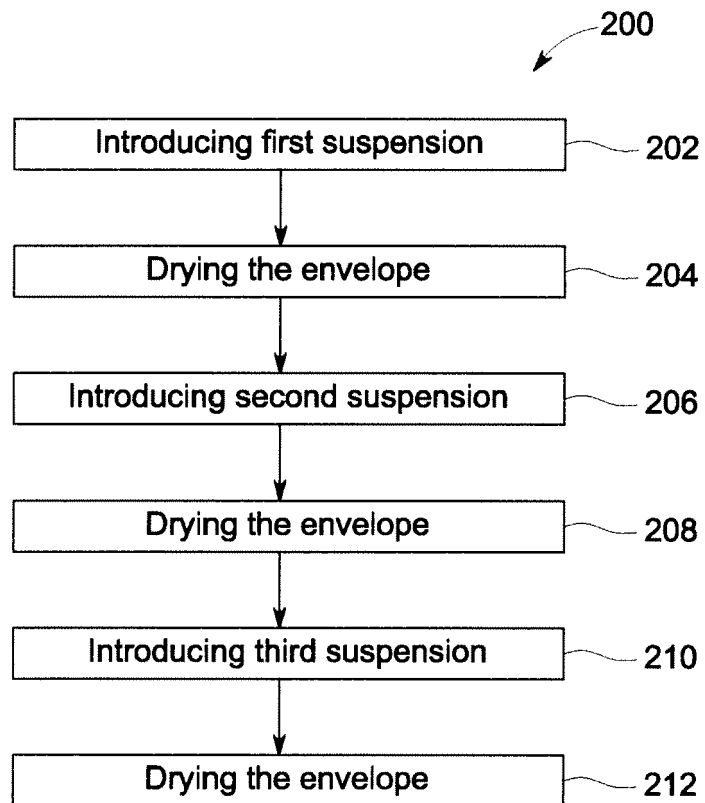 200
Introducing first suspension 202
Drying the envelope 204
Introducing second suspension 206
Drying the envelope 208
Introducing third suspension 210
Drying the envelope 212